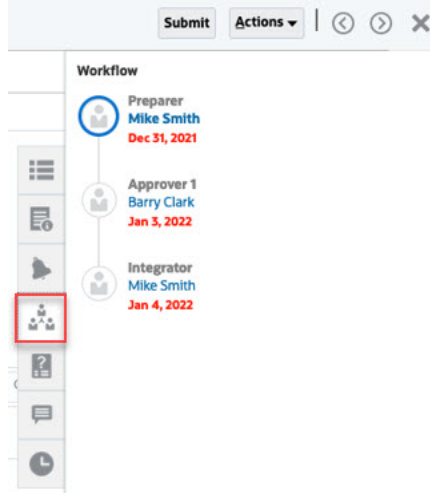 Submit Actions
Workflow
Preparer
Mike Smith
Dec 31, 2021
Approver 1
Barry Clark
Jan 3, 2022
Integrator
Mike Smith
Jan 4, 2022